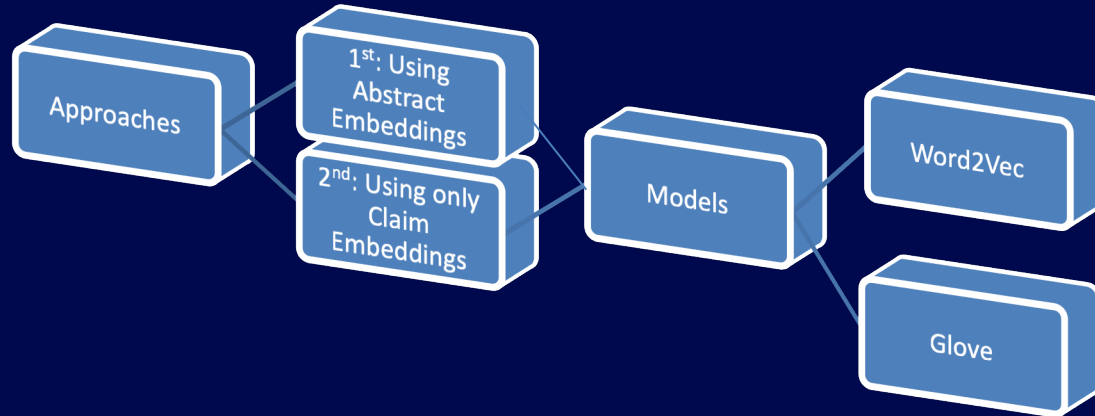 Approaches
1st: Using
Abstract
Embeddings
2nd: Using only
Claim
Embeddings
Models
Word2Vec
Glove